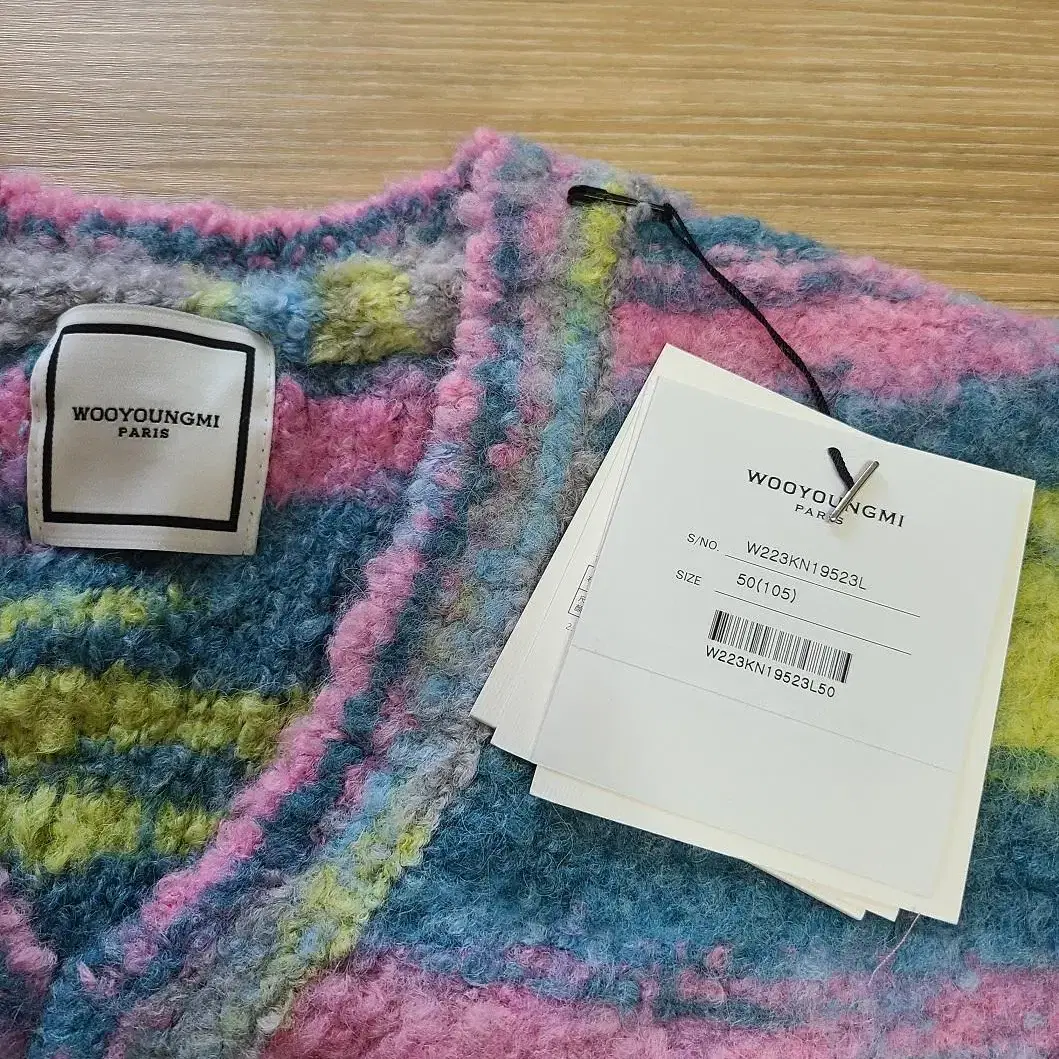 WOOYOUNGMI
PARIS
WOOYOUNGMI
PARIS
S/NO. W223KN19523L
SIZE 50(105)
W223KN19523L50